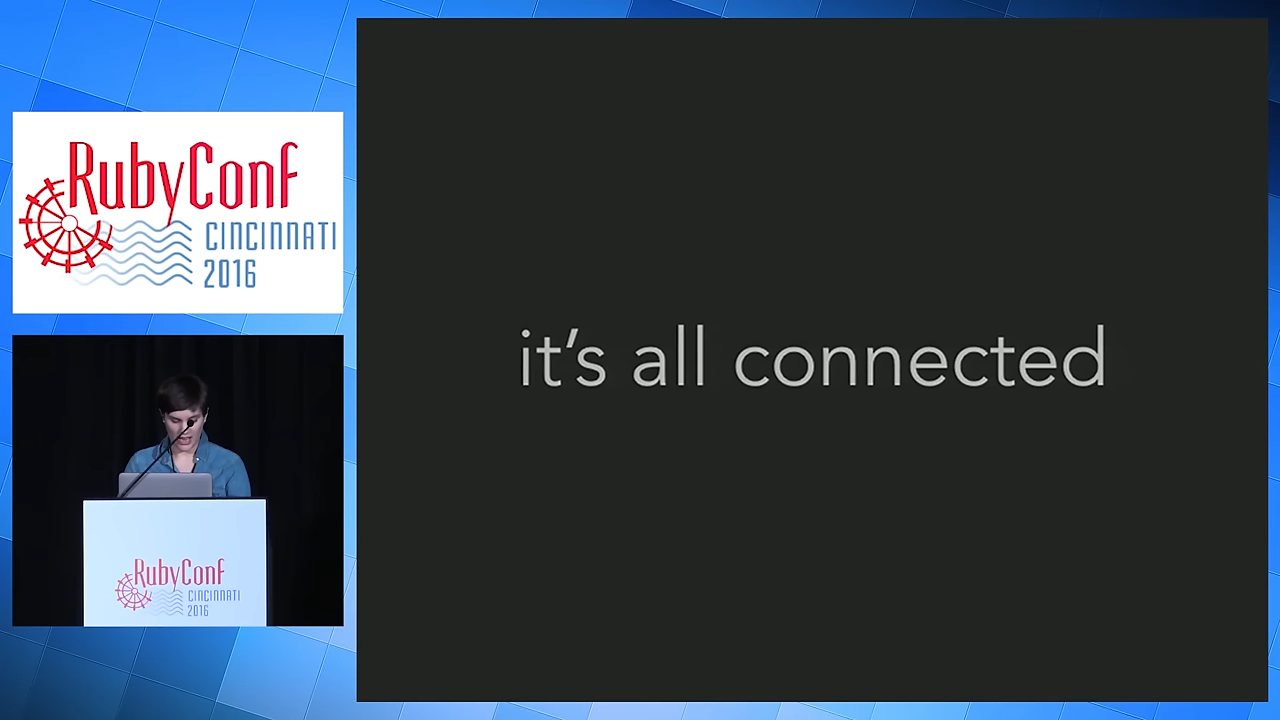 RubyConf
CINCINNATI
2016
it's all connected
RubyConf
CINCINNATI
2016